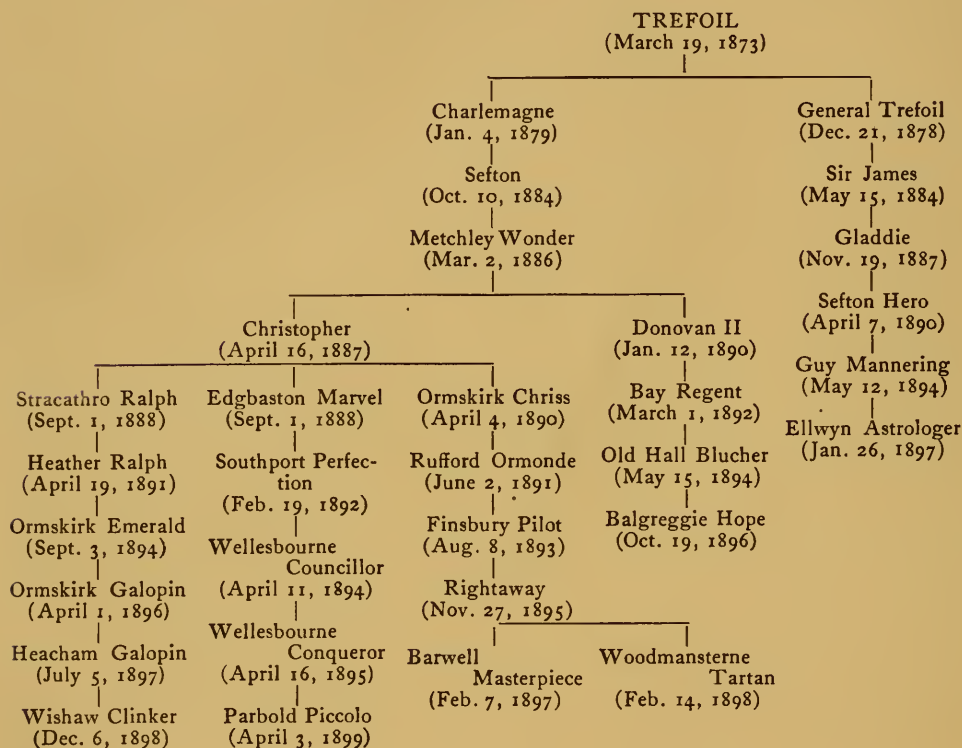 TREFOIL
(March 19, 1873)
Charlemagne
(Jan. 4, 1879)
General Trefoil
(Dec. 21, 1878)
Sefton
(Oct. 10, 1884)
Sir James
(May 15, 1884)
Metchley Wonder
(Mar. 2, 1886)
Gladdie
(Nov. 19, 1887)
Sefton Hero
(April 7, 1890)
Guy Mannering
(May 12, 1894)
Ellwyn Astrologer
(Jan. 26, 1897)
Christopher
(April 16, 1887)
Donovan II
(Jan. 12, 1890)
Bay Regent
(March 1, 1892)
Old Hall Blucher
(May 15, 1894)
Balgreggie Hope
(Oct. 19, 1896)
Stracathro Ralph
(Sept. 1, 1888)
Heather Ralph
(April 19, 1891)
Ormskirk Emerald
(Sept. 3, 1894)
Ormskirk Galopin
(April 1, 1896)
Heacham Galopin
(July 5, 1897)
Wishaw Clinker
(Dec. 6, 1898)
Edgbaston Marvel
(Sept. 1, 1888)
Southport Perfec-
tion
(Feb. 19, 1892)
Wellesbourne
Councillor
(April 11, 1894)
Wellesbourne
Conqueror
(April 16, 1895)
Parbold Piccolo
(April 3, 1899)
Ormskirk Chriss
(April 4, 1890)
Rufford Ormonde
(June 2, 1891)
Finsbury Pilot
(Aug. 8, 1893)
Rightaway
(Nov. 27, 1895)
Barwell
Masterpiece
(Feb. 7, 1897)
Woodmansterne
Tartan
(Feb. 14, 1898)